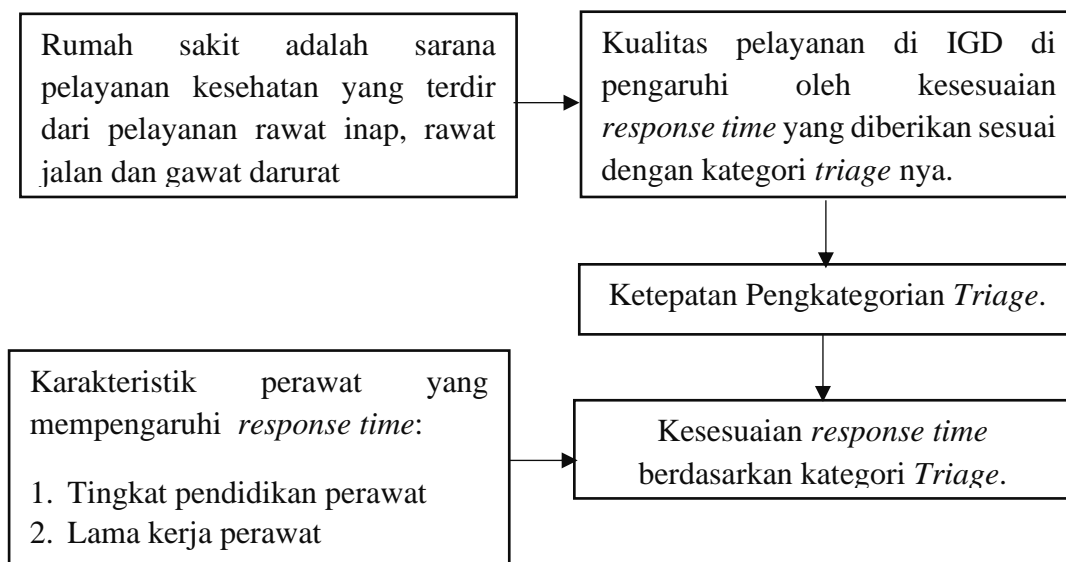 Rumah sakit adalah sarana
pelayanan kesehatan yang terdir
dari pelayanan rawat inap, rawat
jalan dan gawat darurat
Kualitas pelayanan di IGD di
pengaruhi oleh kesesuaian
response time yang diberikan sesuai
dengan kategori triage nya.
Ketepatan Pengkategorian Triage.
Karakteristik perawat yang
mempengaruhi response time:
1. Tingkat pendidikan perawat
2. Lama kerja perawat
Kesesuaian response time
berdasarkan kategori Triage.